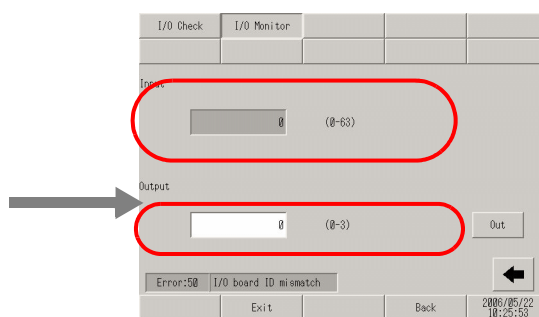 I/O Check I/O Monitor
Input
0 (0-63)
Output
0 (0-3) Out
Error:50 I/O board ID mismatch
Exit Back 2006/05/22
10:25:53